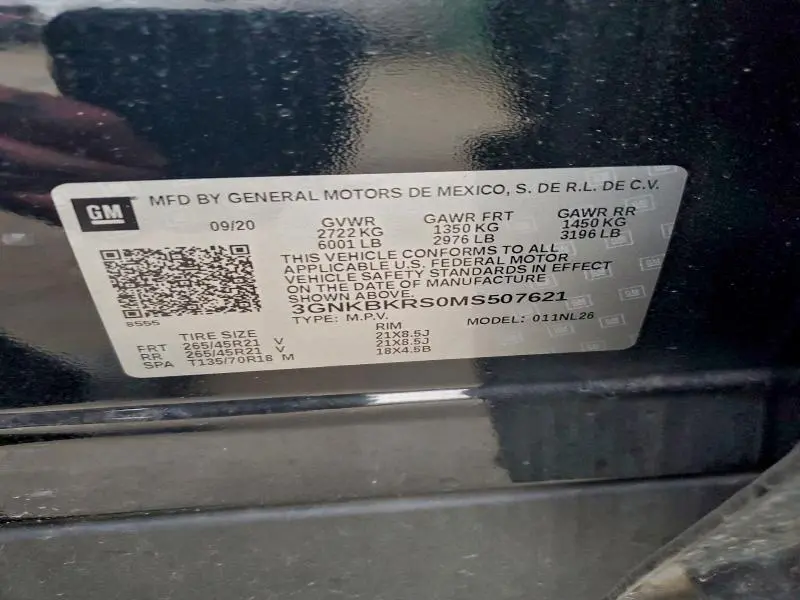 GM MFD BY GENERAL MOTORS DE MEXICO, S. DE R.L. DE C.V.
09/20 GVWR GAWR FRT GAWR RR
2722 KG 1350 KG 1450 KG
6001 LB 2976 LB 3196 LB
THIS VEHICLE CONFORMS TO ALL
APPLICABLE U.S. FEDERAL MOTOR
VEHICLE SAFETY STANDARDS IN EFFECT
ON THE DATE OF MANUFACTURE
SHOWN ABOVE.
3GNKBKRS0MS507621
8555 TYPE: M.P.V. MODEL: 011NL26
TIRE SIZE RIM
FRT 265/45R21 V 21X8.5J
RR 265/45R21 V 21X8.5J
SPA T135/70R18 M 18X4.5B